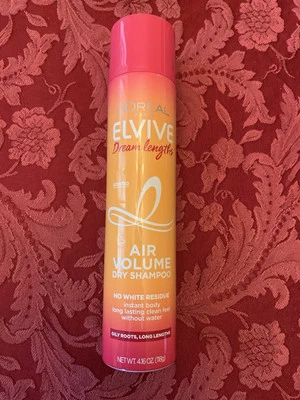 L'ORÉAL
ELVIVE
Dream lengths
AIR
VOLUME
DRY SHAMPOO
NO WHITE RESIDUE
instant body
long lasting clean feel
without water
OILY ROOTS, LONG LENGTHS
NET WT. 4.16 OZ (118g)